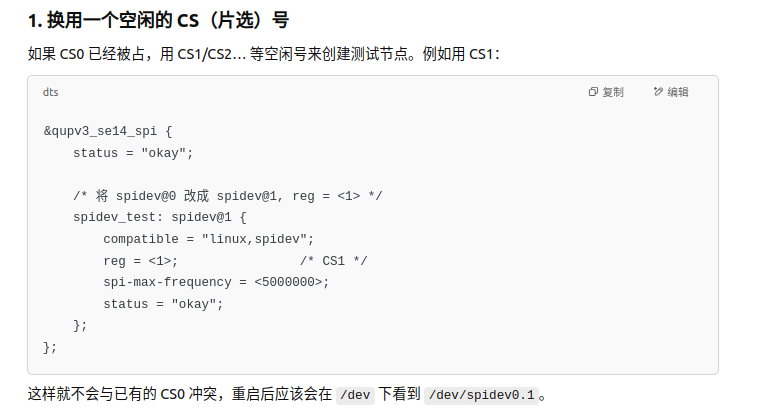 1. 换用一个空闲的 CS（片选）号
如果 CS0 已经被占，用 CS1/CS2… 等空闲号来创建测试节点。例如用 CS1：
dts
复制
编辑
&qupv3_se14_spi {
    status = "okay";
    /* 将 spidev@0 改成 spidev@1, reg = <1> */
    spidev_test: spidev@1 {
        compatible = "linux,spidev";
        reg = <1>;                /* CS1 */
        spi-max-frequency = <5000000>;
        status = "okay";
    };
};
这样就不会与已有的 CS0 冲突，重启后应该会在 /dev 下看到 /dev/spidev0.1。